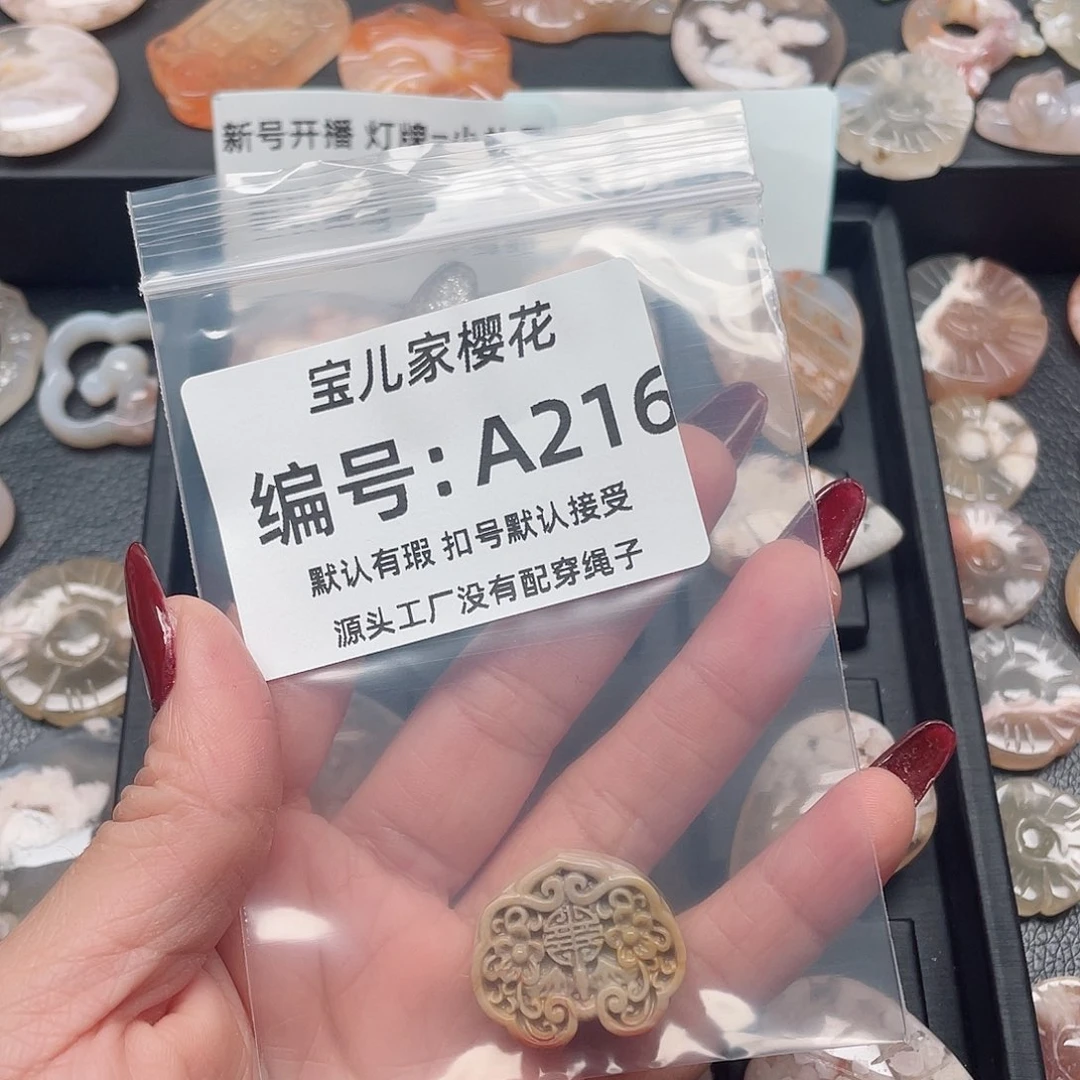 新号开播 灯牌
宝儿家樱花
编号：A216
默认有瑕 扣号默认接受
源头工厂没有配穿绳子